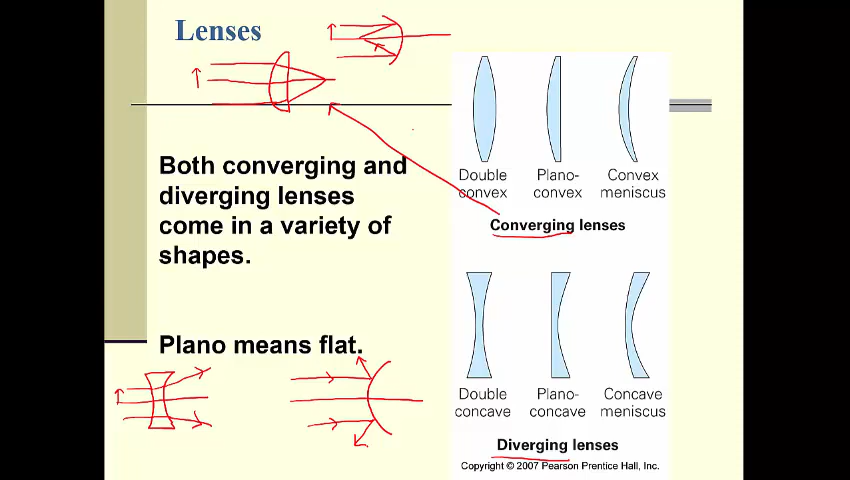 Lenses
Both converging and
diverging lenses
come in a variety of
shapes.
Plano means flat.
Double
convex
Plano-
convex
Convex
meniscus
Converging lenses
Double
concave
Plano-
concave
Concave
meniscus
Diverging lenses
Copyright © 2007 Pearson Prentice Hall, Inc.